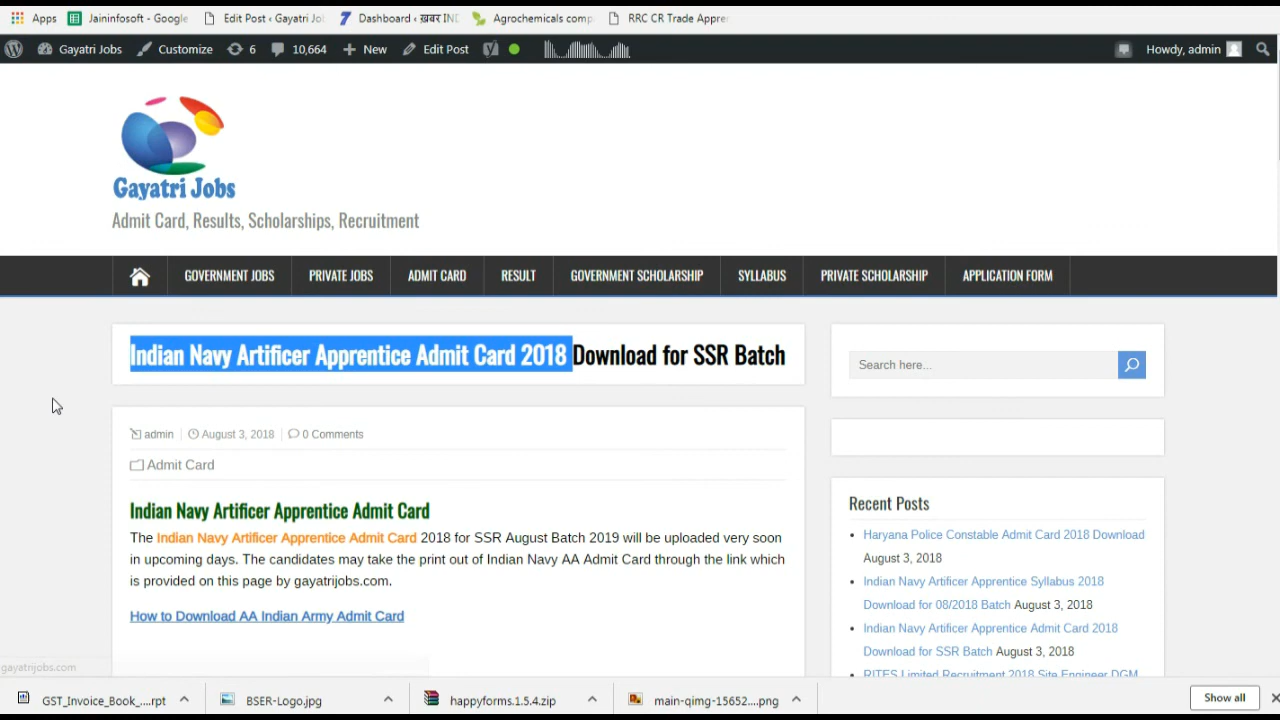 Apps Jaininfosoft - Google Edit Post ‹ Gayatri Jo Dashboard ‹ ख़बर IND Agrochemicals comp RRC CR Trade Appre
Gayatri Jobs Customize 6 10,664 New Edit Post Howdy, admin
Gayatri Jobs
Admit Card, Results, Scholarships, Recruitment
GOVERNMENT JOBS PRIVATE JOBS ADMIT CARD RESULT GOVERNMENT SCHOLARSHIP SYLLABUS PRIVATE SCHOLARSHIP APPLICATION FORM
Indian Navy Artificer Apprentice Admit Card 2018 Download for SSR Batch
Search here...
admin August 3, 2018 0 Comments
Admit Card
Indian Navy Artificer Apprentice Admit Card
The Indian Navy Artificer Apprentice Admit Card 2018 for SSR August Batch 2019 will be uploaded very soon
in upcoming days. The candidates may take the print out of Indian Navy AA Admit Card through the link which
is provided on this page by gayatrijobs.com.
How to Download AA Indian Army Admit Card
Recent Posts
Haryana Police Constable Admit Card 2018 Download
August 3, 2018
Indian Navy Artificer Apprentice Syllabus 2018
Download for 08/2018 Batch August 3, 2018
Indian Navy Artificer Apprentice Admit Card 2018
Download for SSR Batch August 3, 2018
RITES Limited Recruitment 2018 Site Engineer DGM
gayatrijobs.com
GST_Invoice_Book_....rpt BSER-Logo.jpg happyforms.1.5.4.zip main-qimg-15652....png Show all